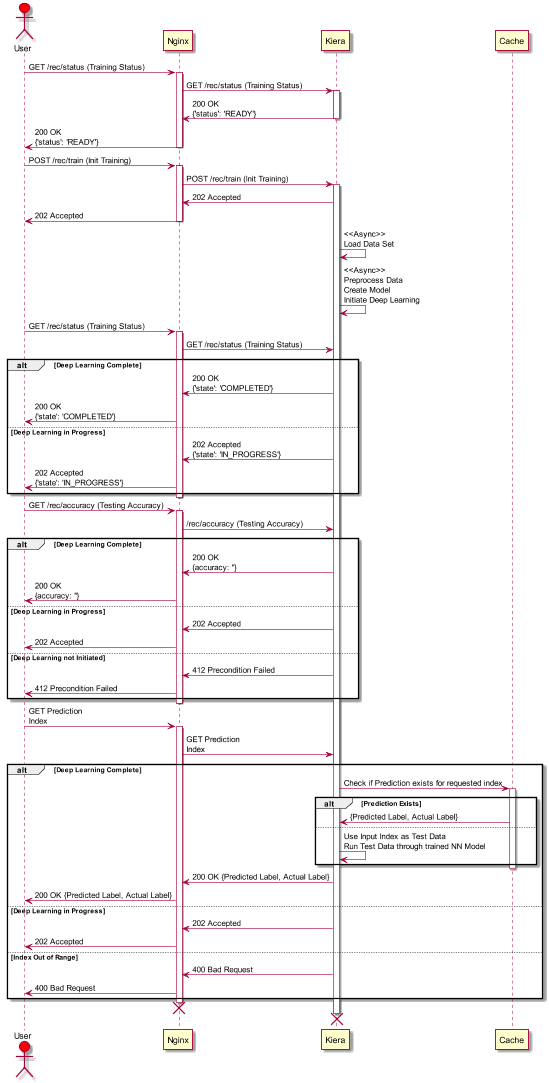 User
Nginx
Kiera
Cache
GET /rec/status (Training Status)
GET /rec/status (Training Status)
200 OK
{'status': 'READY'}
200 OK
{'status': 'READY'}
POST /rec/train (Init Training)
POST /rec/train (Init Training)
202 Accepted
202 Accepted
<<Async>>
Load Data Set
<<Async>>
Preprocess Data
Create Model
Initiate Deep Learning
GET /rec/status (Training Status)
GET /rec/status (Training Status)
alt [Deep Learning Complete]
200 OK
{'state': 'COMPLETED'}
200 OK
{'state': 'COMPLETED'}
[Deep Learning in Progress]
202 Accepted
{'state': 'IN_PROGRESS'}
202 Accepted
{'state': 'IN_PROGRESS'}
GET /rec/accuracy (Testing Accuracy)
/rec/accuracy (Testing Accuracy)
alt [Deep Learning Complete]
200 OK
{accuracy: ''}
200 OK
{accuracy: ''}
[Deep Learning in Progress]
202 Accepted
202 Accepted
[Deep Learning not Initiated]
412 Precondition Failed
412 Precondition Failed
GET Prediction
Index
GET Prediction
Index
alt [Deep Learning Complete]
Check if Prediction exists for requested index
alt [Prediction Exists]
{Predicted Label, Actual Label}
Use Input Index as Test Data
Run Test Data through trained NN Model
200 OK {Predicted Label, Actual Label}
200 OK {Predicted Label, Actual Label}
[Deep Learning in Progress]
202 Accepted
202 Accepted
[Index Out of Range]
400 Bad Request
400 Bad Request
User
Nginx
Kiera
Cache